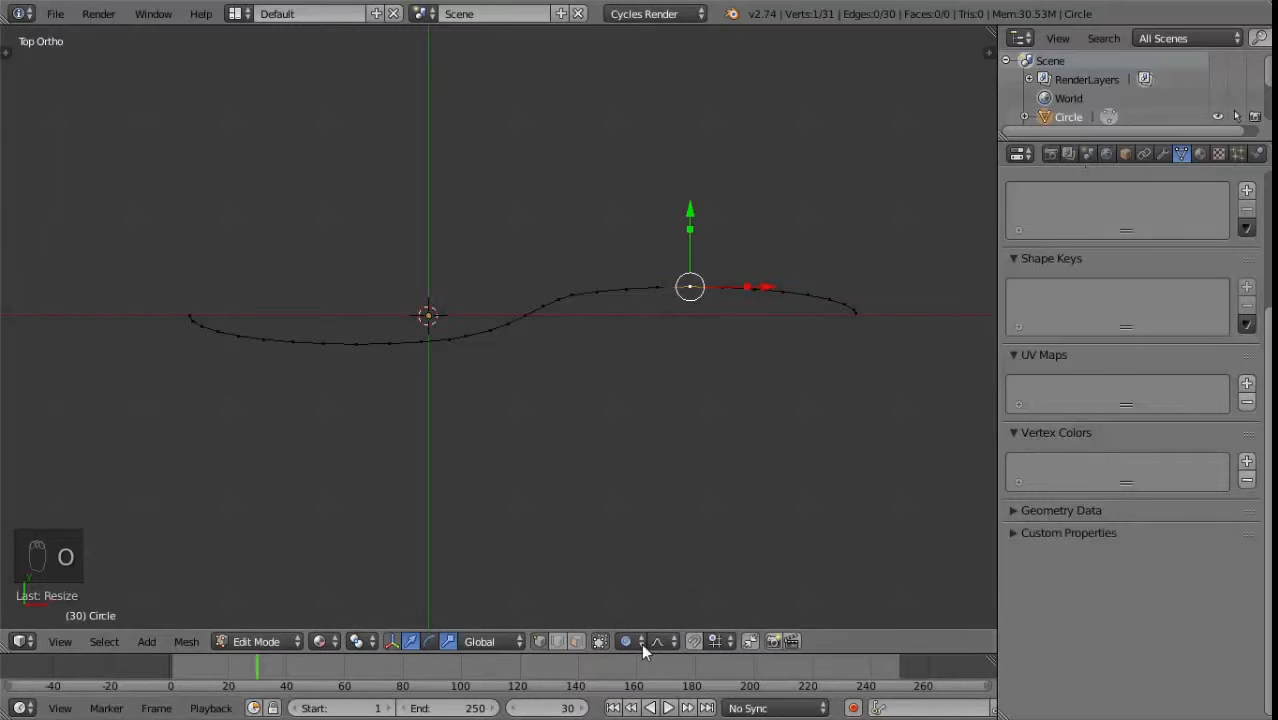 File Render Window Help Default Scene Cycles Render v2.74 | Verts:1/31 | Edges:0/30 | Faces:0/0 | Tris:0 | Mem:30.53M | Circle
Top Ortho
View Search All Scenes
Scene
RenderLayers
World
Circle
Shape Keys
UV Maps
Vertex Colors
Geometry Data
Custom Properties
O
Last: Resize
(30) Circle
View Select Add Mesh Edit Mode Global
-40 -20 0 20 40 60 80 100 120 140 160 180 200 220 240 260
View Marker Frame Playback Start: 1 End: 250 30 No Sync